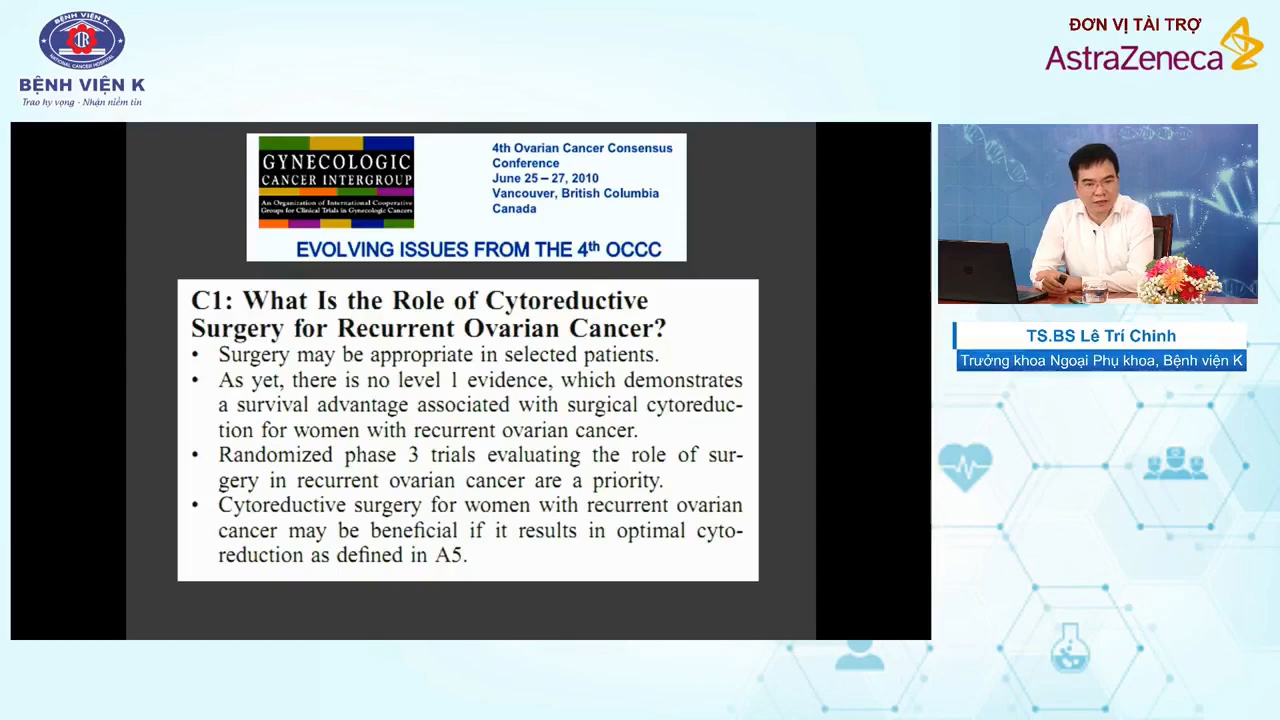 BỆNH VIỆN K
NATIONAL CANCER HOSPITAL
BỆNH VIỆN K
Trao hy vọng - Nhận niềm tin
ĐƠN VỊ TÀI TRỢ
AstraZeneca
GYNECOLOGIC
CANCER INTERGROUP
An Organization of International Cooperative
Groups for Clinical Trials in Gynecologic Cancers
4th Ovarian Cancer Consensus
Conference
June 25 – 27, 2010
Vancouver, British Columbia
Canada
EVOLVING ISSUES FROM THE 4th OCCC
C1: What Is the Role of Cytoreductive
Surgery for Recurrent Ovarian Cancer?
• Surgery may be appropriate in selected patients.
• As yet, there is no level 1 evidence, which demonstrates
a survival advantage associated with surgical cytoreduc-
tion for women with recurrent ovarian cancer.
• Randomized phase 3 trials evaluating the role of sur-
gery in recurrent ovarian cancer are a priority.
• Cytoreductive surgery for women with recurrent ovarian
cancer may be beneficial if it results in optimal cyto-
reduction as defined in A5.
TS.BS Lê Trí Chinh
Trưởng khoa Ngoại Phụ khoa, Bệnh viện K